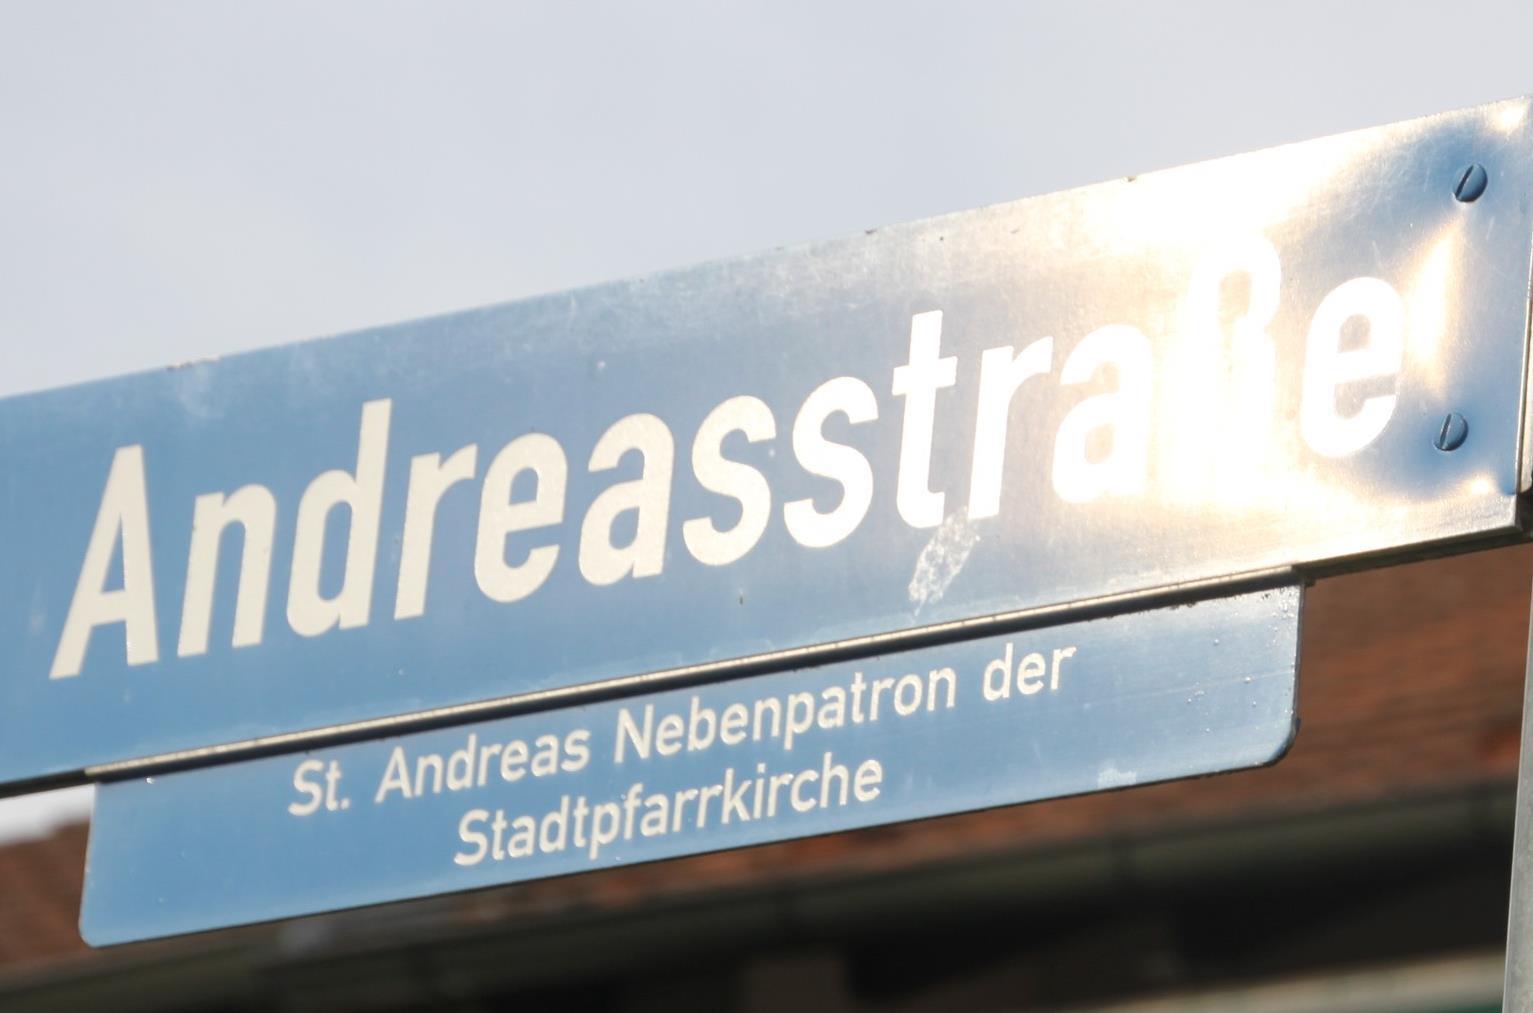 Andreasstraße
St. Andreas Nebenpatron der
Stadtpfarrkirche